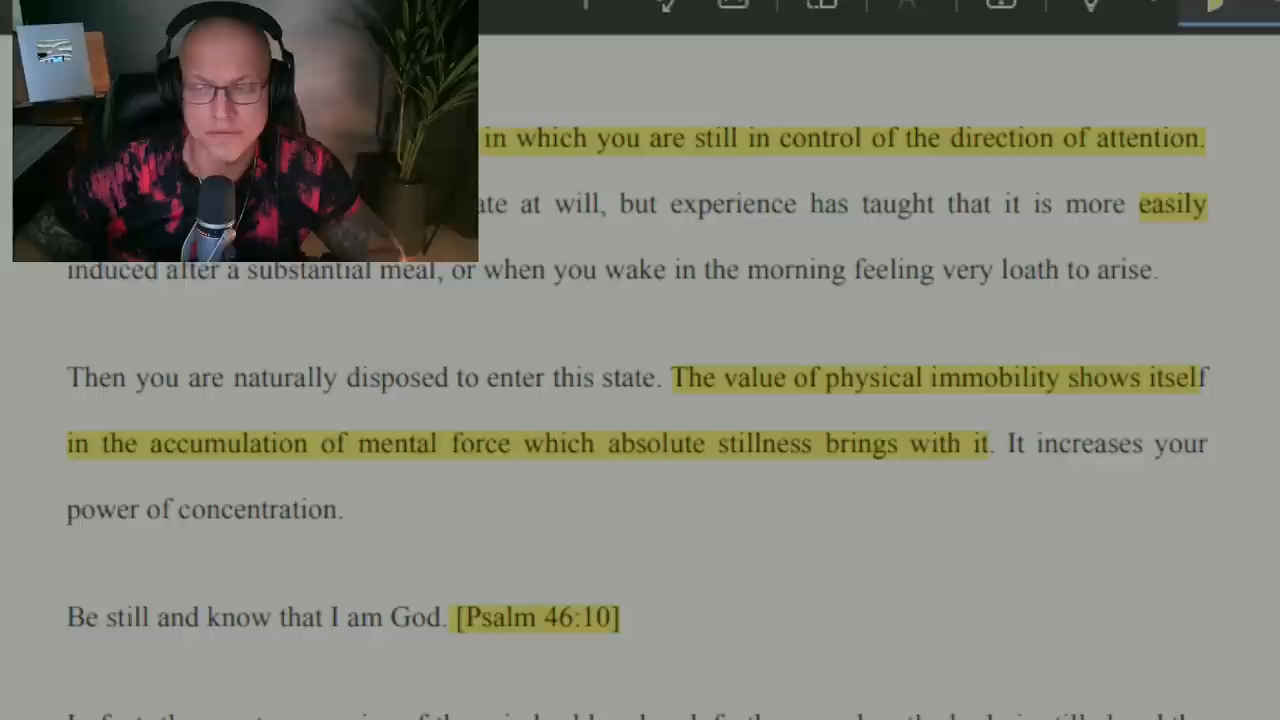 in which you are still in control of the direction of attention.
at will, but experience has taught that it is more easily
induced after a substantial meal, or when you wake in the morning feeling very loath to arise.
Then you are naturally disposed to enter this state. The value of physical immobility shows itself
in the accumulation of mental force which absolute stillness brings with it. It increases your
power of concentration.
Be still and know that I am God. [Psalm 46:10]